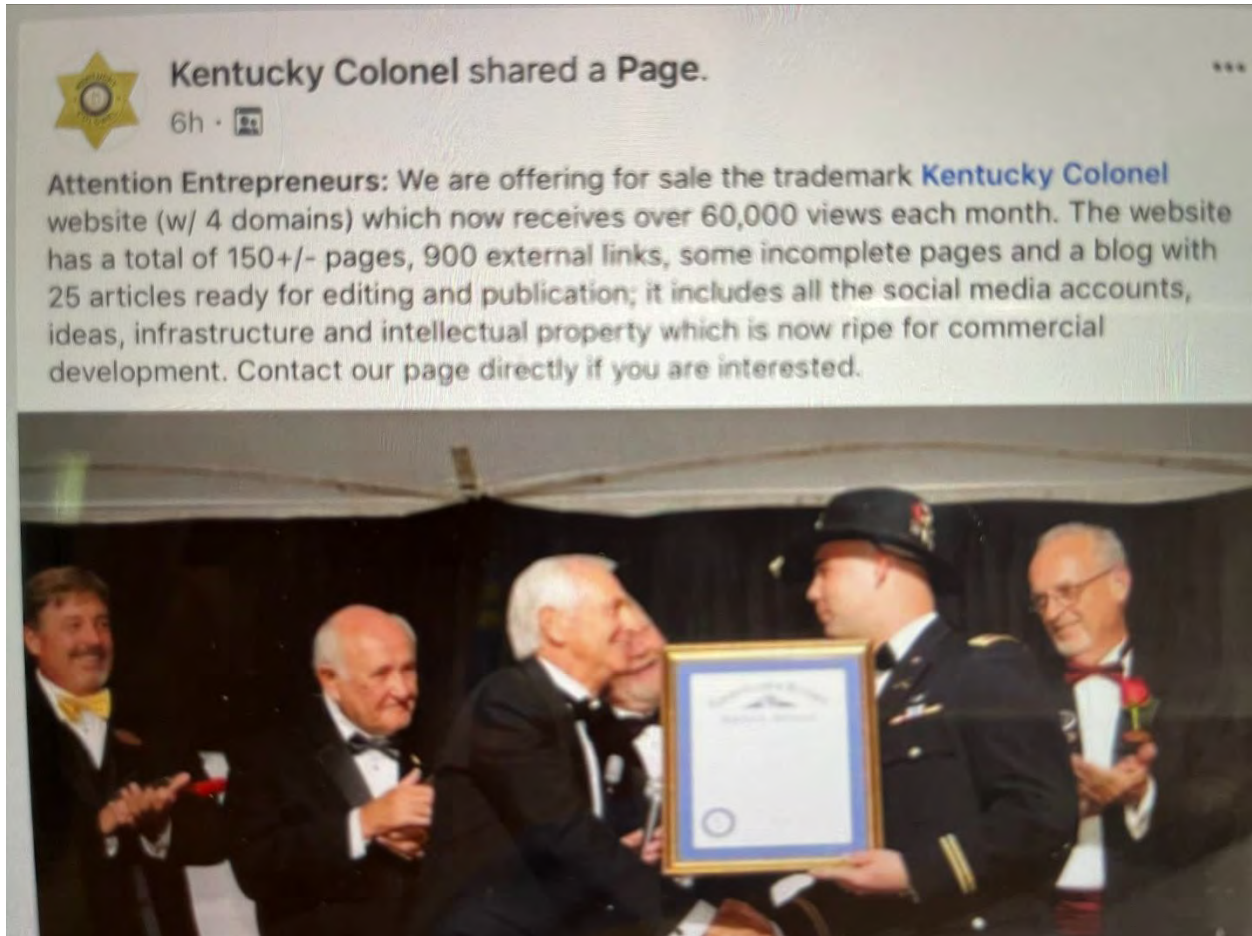 Kentucky Colonel shared a Page.
6h ·
Attention Entrepreneurs: We are offering for sale the trademark Kentucky Colonel
website (w/ 4 domains) which now receives over 60,000 views each month. The website
has a total of 150+/- pages, 900 external links, some incomplete pages and a blog with
25 articles ready for editing and publication; it includes all the social media accounts,
ideas, infrastructure and intellectual property which is now ripe for commercial
development. Contact our page directly if you are interested.